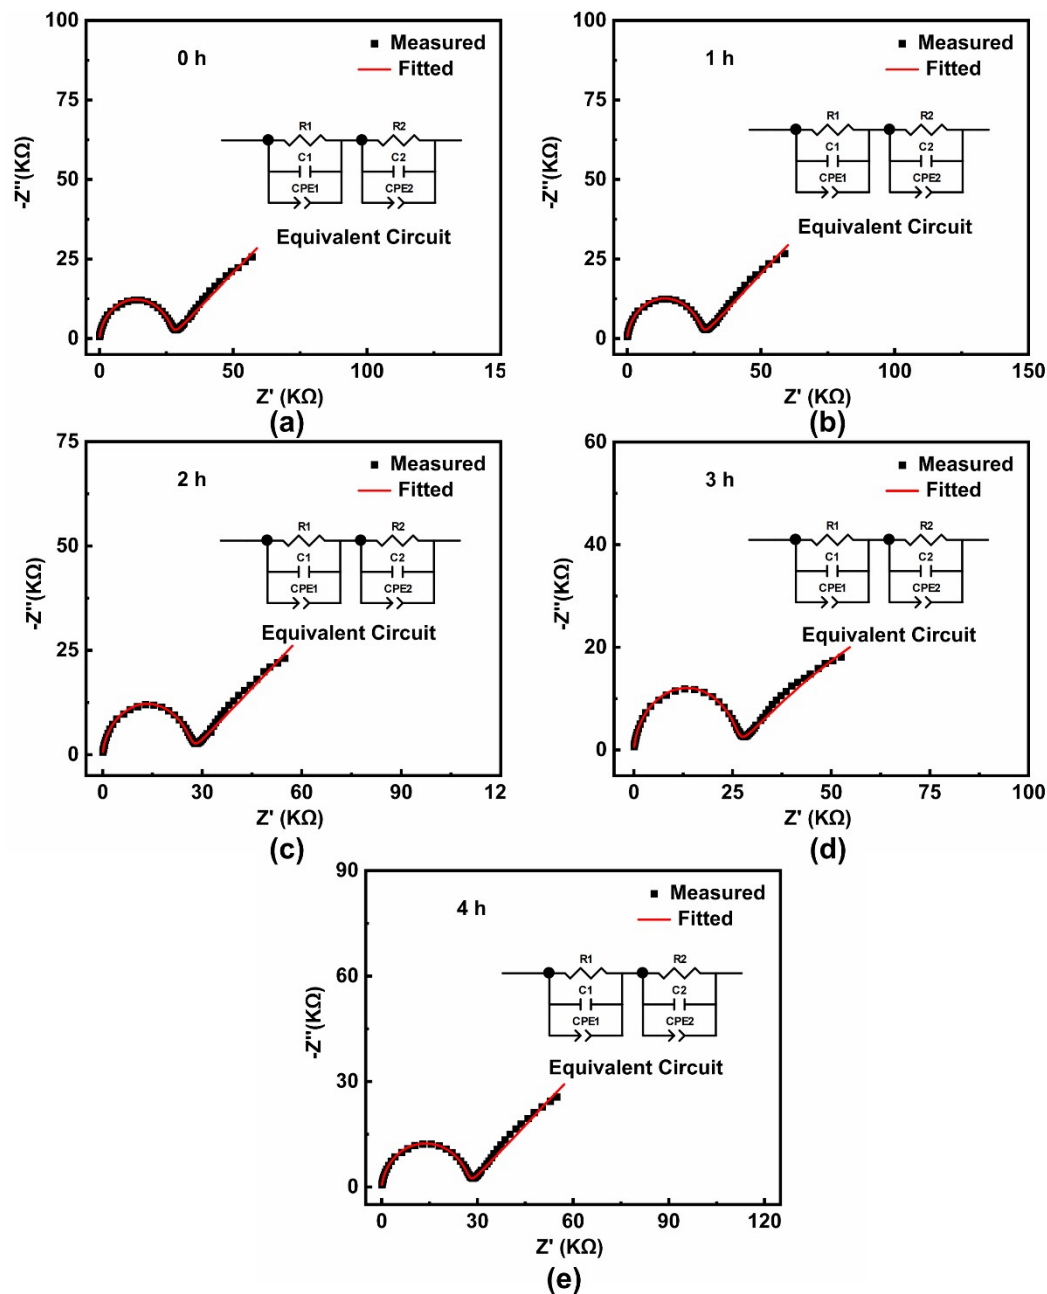 100
75
50
25
0
-Z"(KΩ)
0 h
Measured
Fitted
R1
R2
C1
C2
CPE1
CPE2
Equivalent Circuit
0
50
100
15
Z' (KΩ)
(a)
100
75
50
25
0
-Z"(KΩ)
1 h
Measured
Fitted
R1
R2
C1
C2
CPE1
CPE2
Equivalent Circuit
0
50
100
150
Z' (KΩ)
(b)
75
50
25
0
-Z"(KΩ)
2 h
Measured
Fitted
R1
R2
C1
C2
CPE1
CPE2
Equivalent Circuit
0
30
60
90
12
Z' (KΩ)
(c)
60
40
20
0
-Z"(KΩ)
3 h
Measured
Fitted
R1
R2
C1
C2
CPE1
CPE2
Equivalent Circuit
0
25
50
75
100
Z' (KΩ)
(d)
90
60
30
0
-Z"(KΩ)
4 h
Measured
Fitted
R1
R2
C1
C2
CPE1
CPE2
Equivalent Circuit
0
30
60
90
120
Z' (KΩ)
(e)